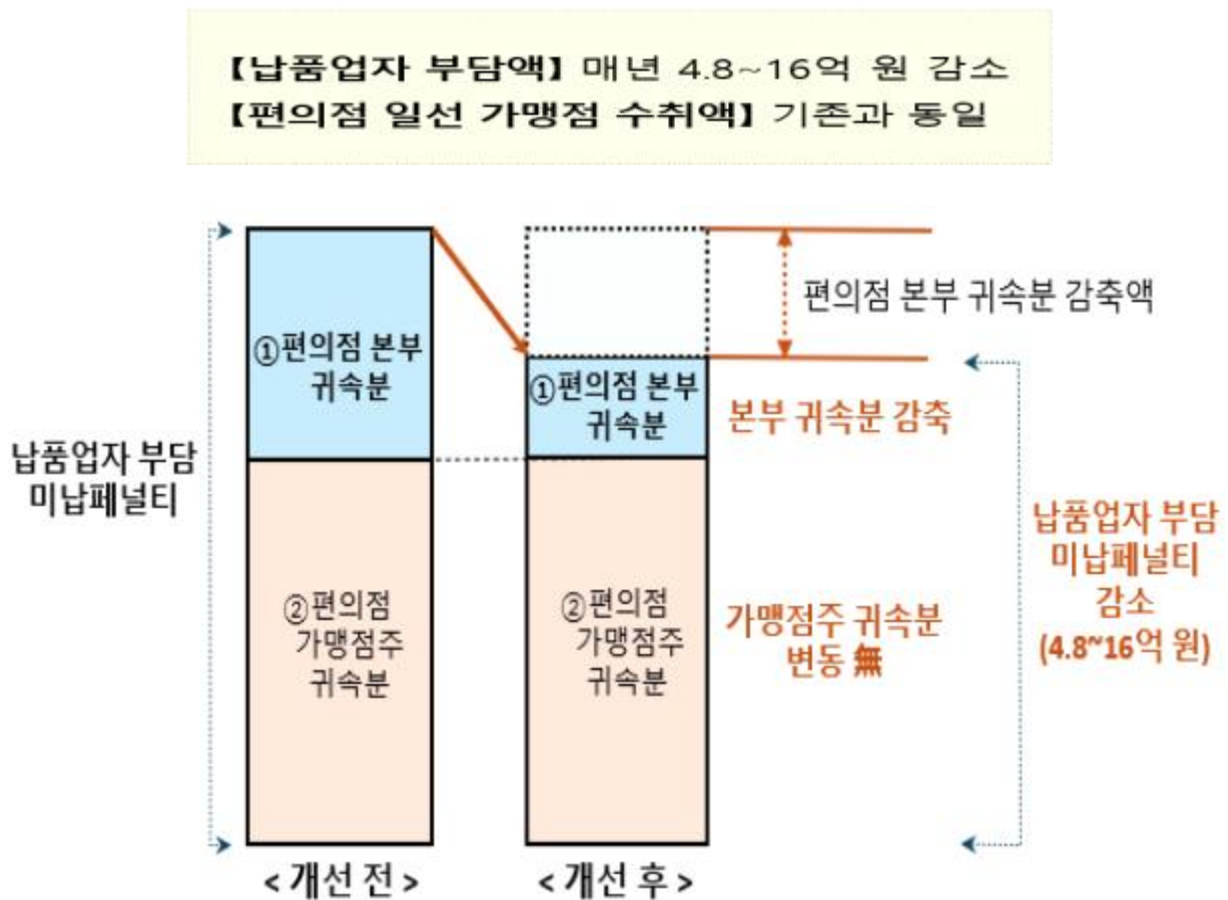 【납품업자 부담액】 매년 4.8~16억 원 감소
【편의점 일선 가맹점 수취액】 기존과 동일
납품업자 부담
미납페널티
①편의점 본부
귀속분
②편의점
가맹점주
귀속분
< 개선 전 >
①편의점 본부
귀속분
②편의점
가맹점주
귀속분
< 개선 후 >
편의점 본부 귀속분 감축액
본부 귀속분 감축
가맹점주 귀속분
변동 無
납품업자 부담
미납페널티
감소
(4.8~16억 원)